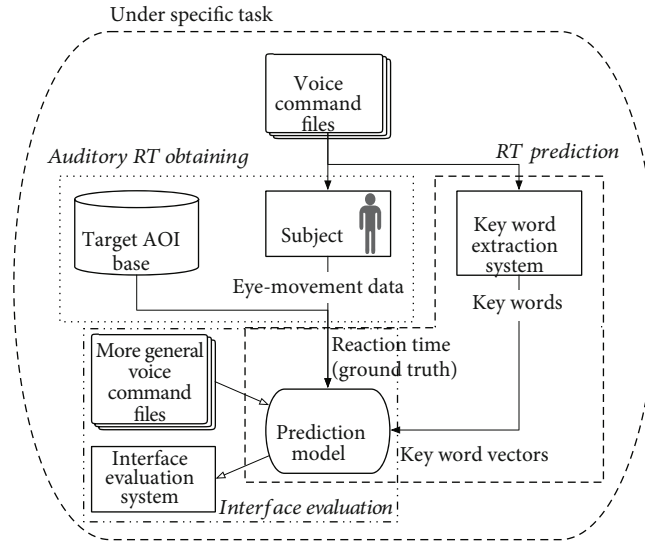 Under specific task
Voice
command
files
Auditory RT obtaining
RT prediction
Target AOI
base
Subject
Key word
extraction
system
Eye-movement data
Key words
More general
voice
command
files
Reaction time
(ground truth)
Prediction
model
Key word vectors
Interface
evaluation
system
Interface evaluation